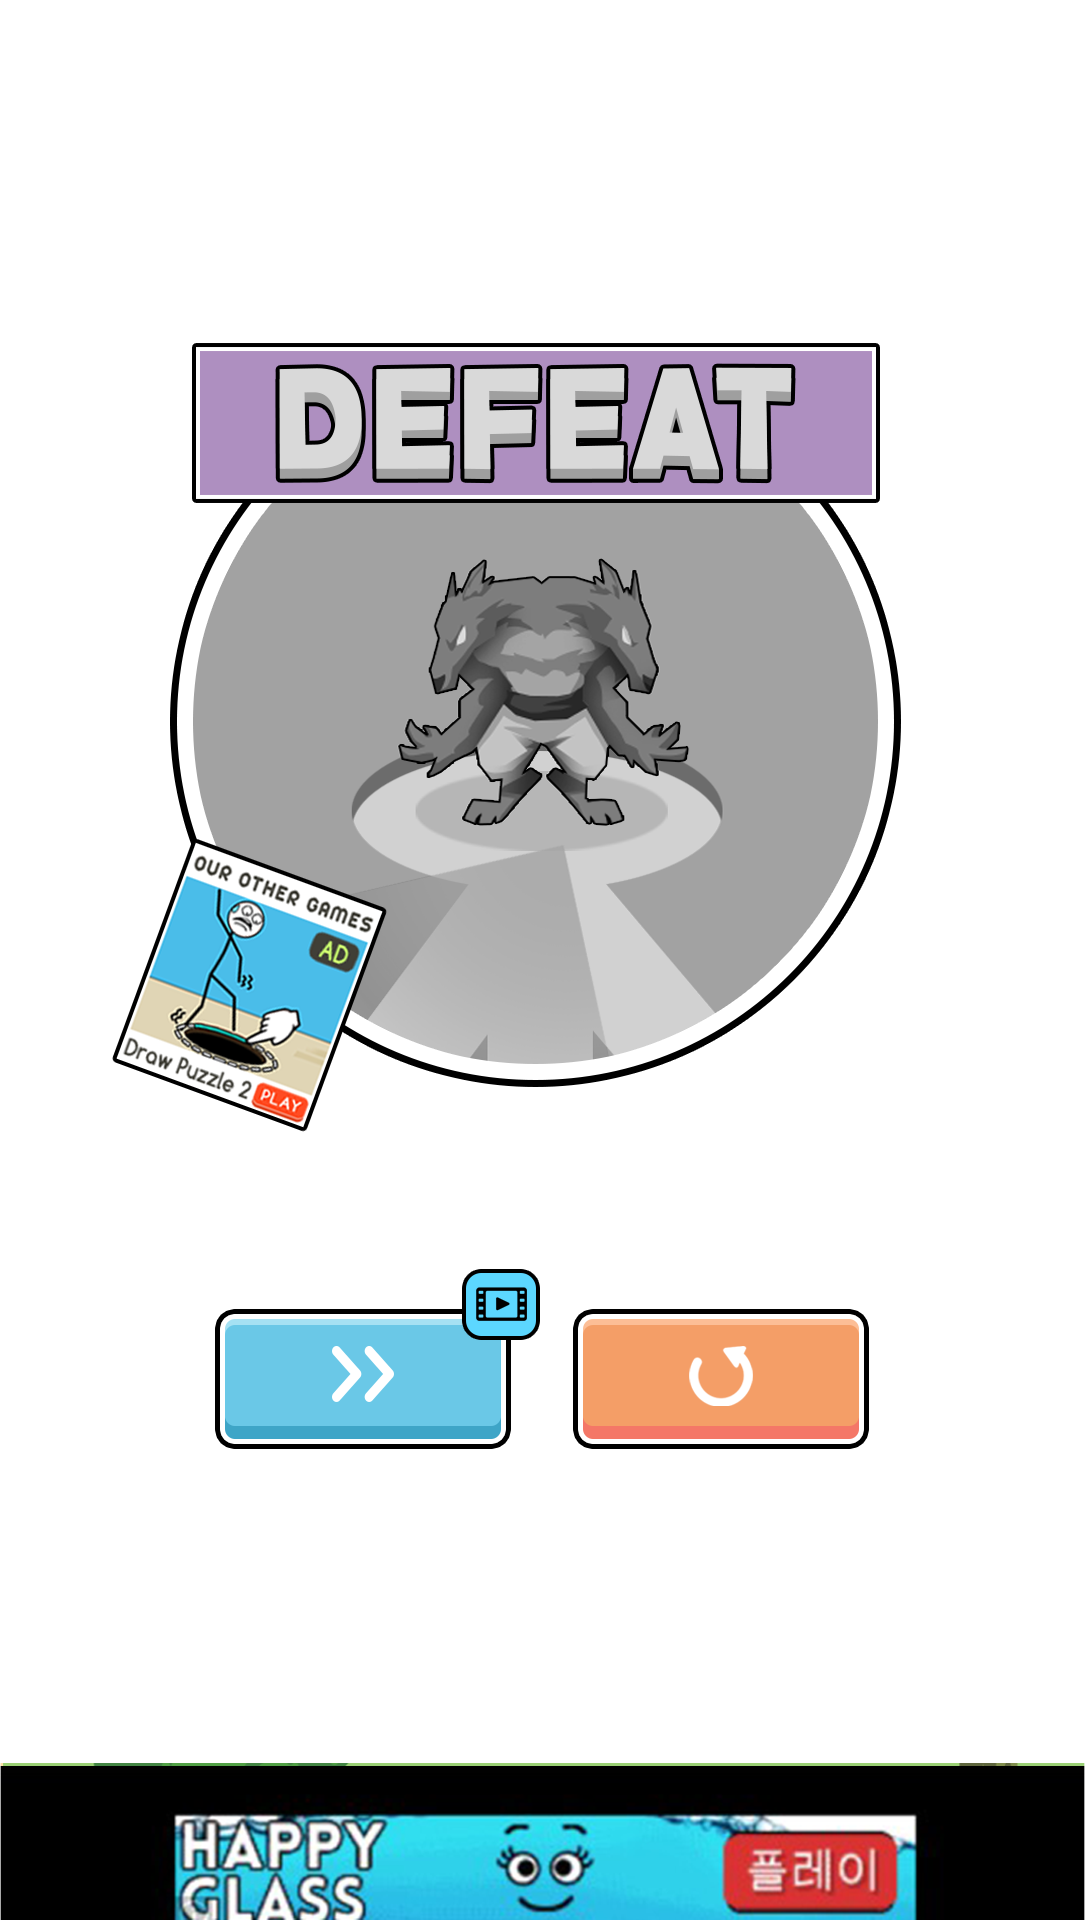 DEFEAT
OUR OTHER GAMES
AD
Draw Puzzle 2
PLAY
HAPPY
GLASS
플레이